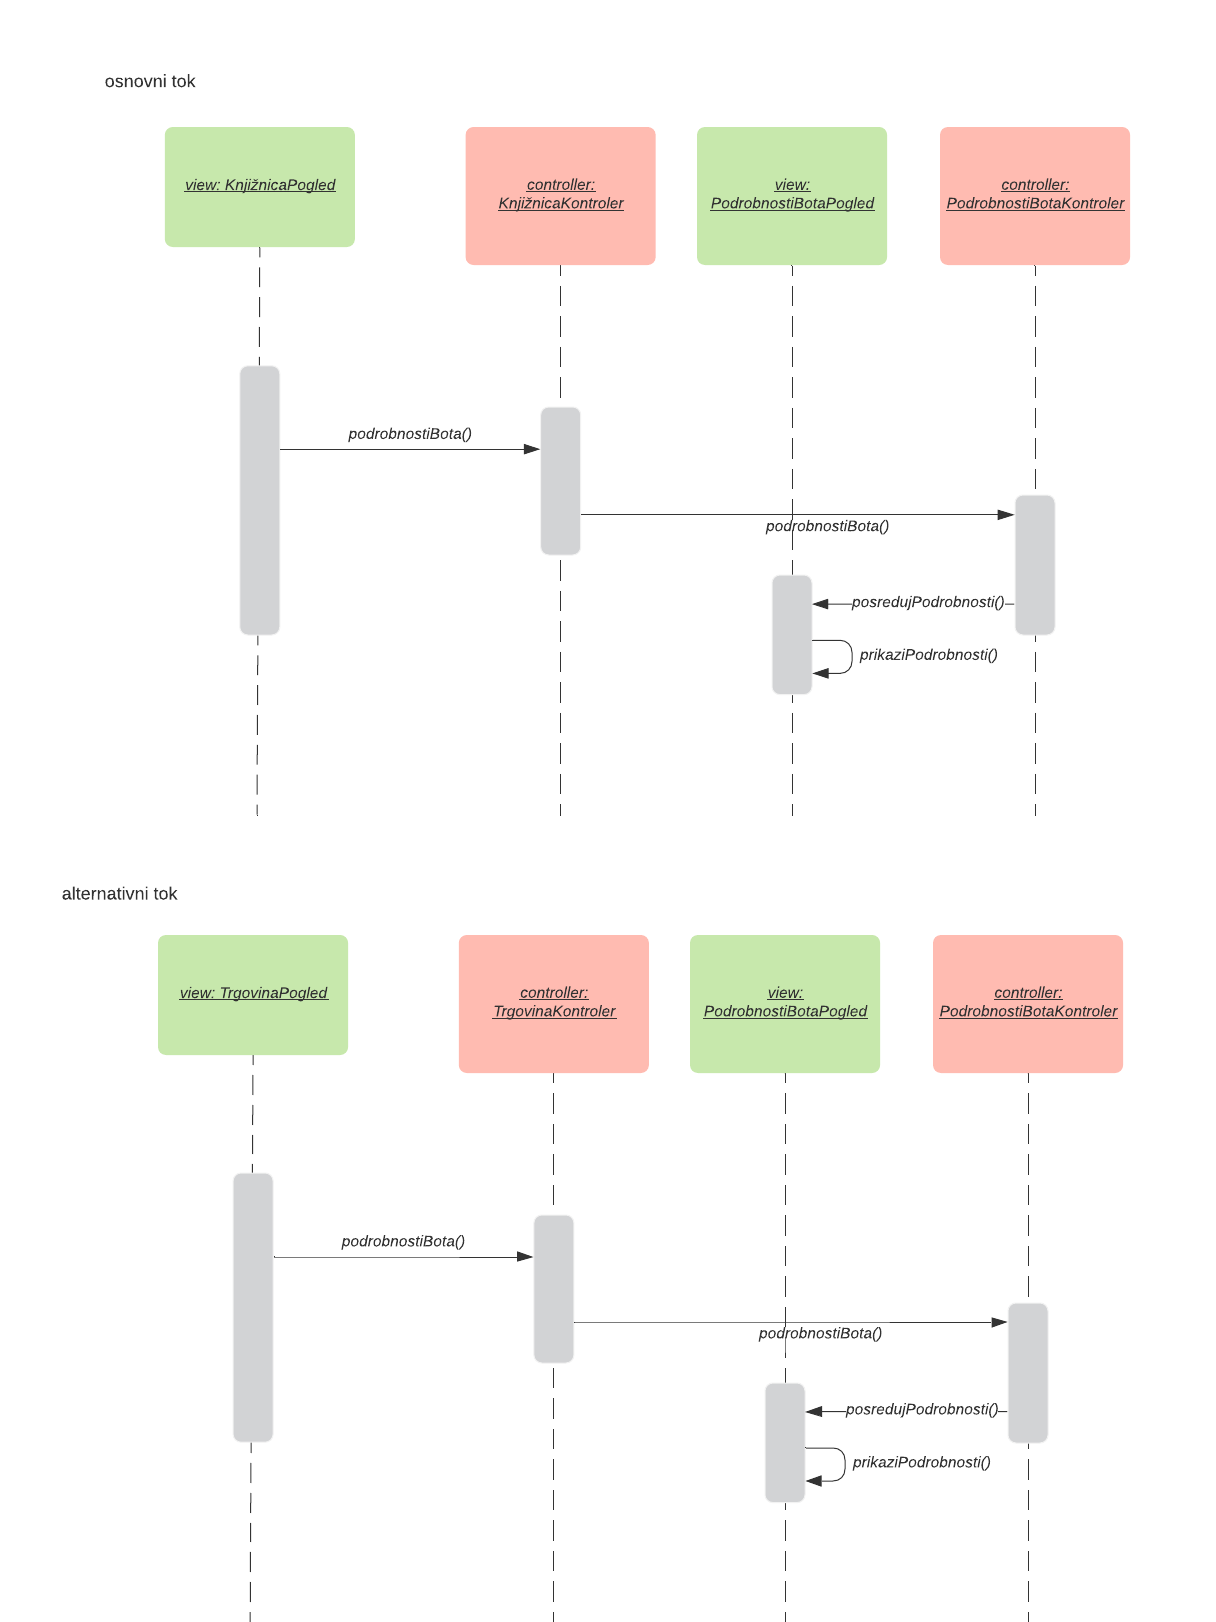 osnovni tok
view: KnjižnicaPogled
controller:
KnjižnicaKontroler
view:
PodrobnostiBotaPogled
controller:
PodrobnostiBotaKontroler
podrobnostiBota()
podrobnostiBota()
posredujPodrobnosti()
prikaziPodrobnosti()
alternativni tok
view: TrgovinaPogled
controller:
TrgovinaKontroler
view:
PodrobnostiBotaPogled
controller:
PodrobnostiBotaKontroler
podrobnostiBota()
podrobnostiBota()
posredujPodrobnosti()
prikaziPodrobnosti()